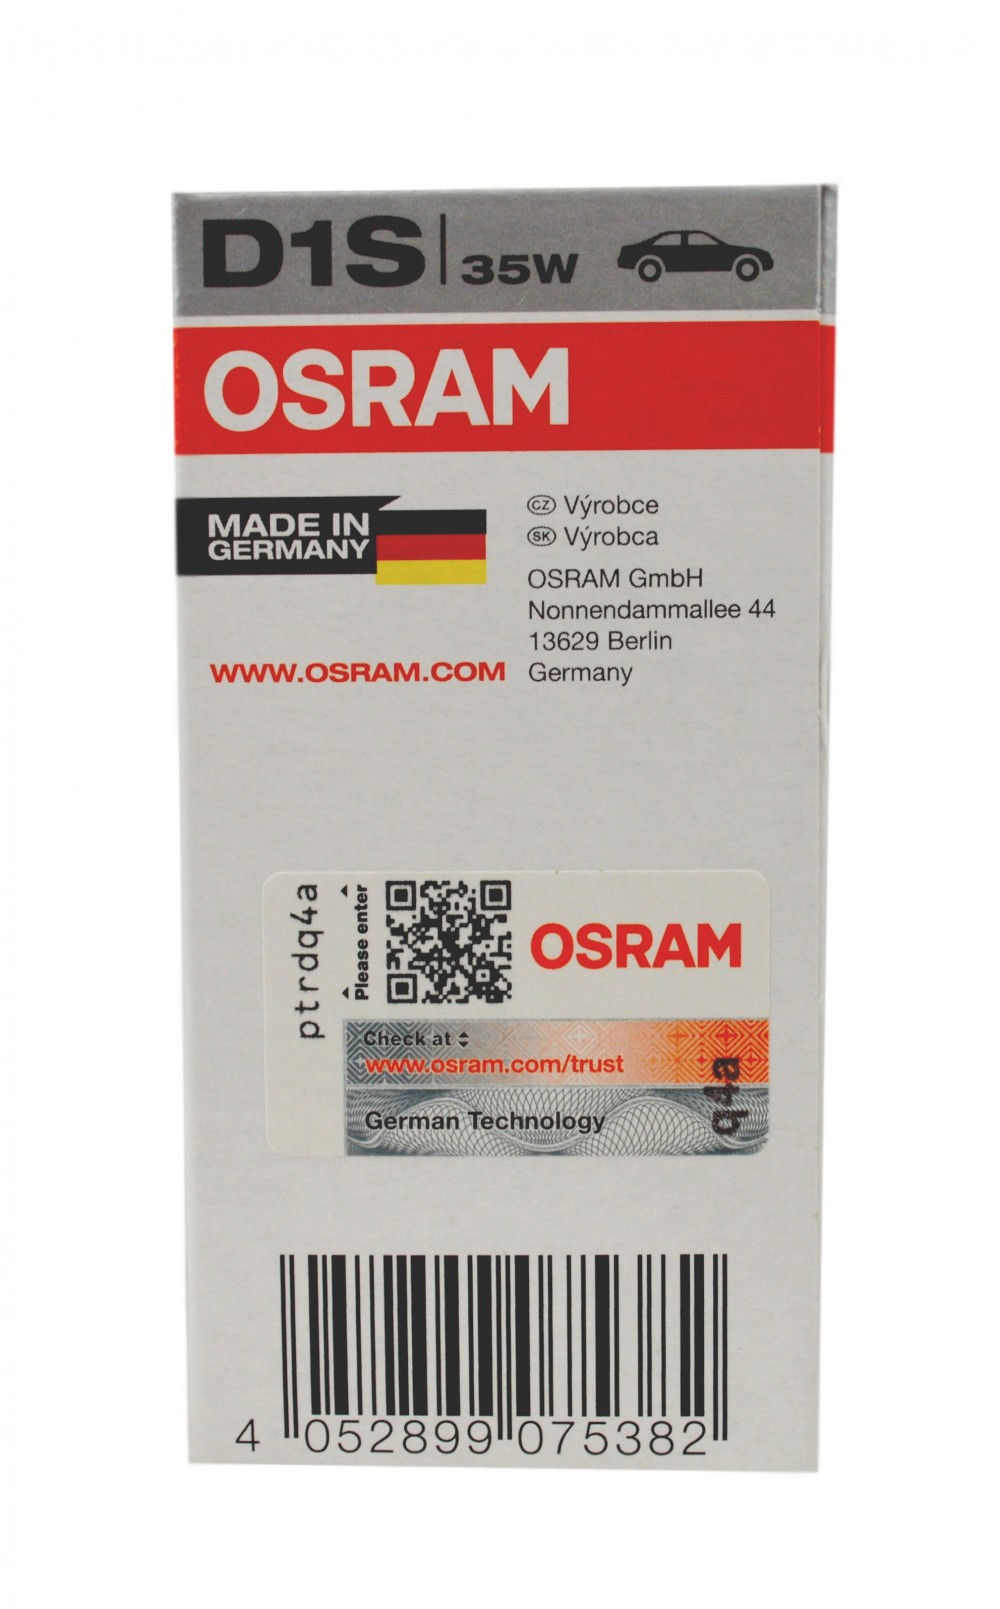 D1S 35W
OSRAM
MADE IN
GERMANY
CZ Výrobce
SK Výrobca
OSRAM GmbH
Nonnendammallee 44
13629 Berlin
Germany
WWW.OSRAM.COM
ptrdq4a
Please enter
OSRAM
Check at
www.osram.com/trust
q4a
German Technology
4 052899 075382